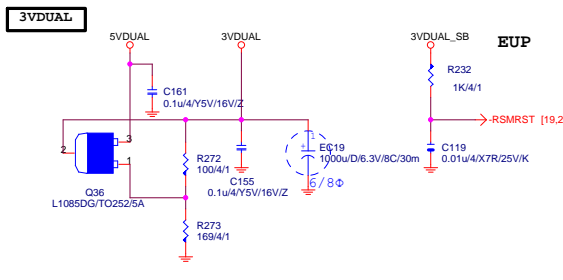 3VDUAL
5VDUAL
3VDUAL
3VDUAL_SB
EUP
C161
0.1u/4/Y5V/16V/Z
R232
1K/4/1
-RSMRST [19,2
1
EC19
1000u/D/6.3V/8C/30m
C119
0.01u/4/X7R/25V/K
3
2
1
R272
100/4/1
C155
0.1u/4/Y5V/16V/Z
6/8Φ
Q36
L1085DG/TO252/5A
R273
169/4/1